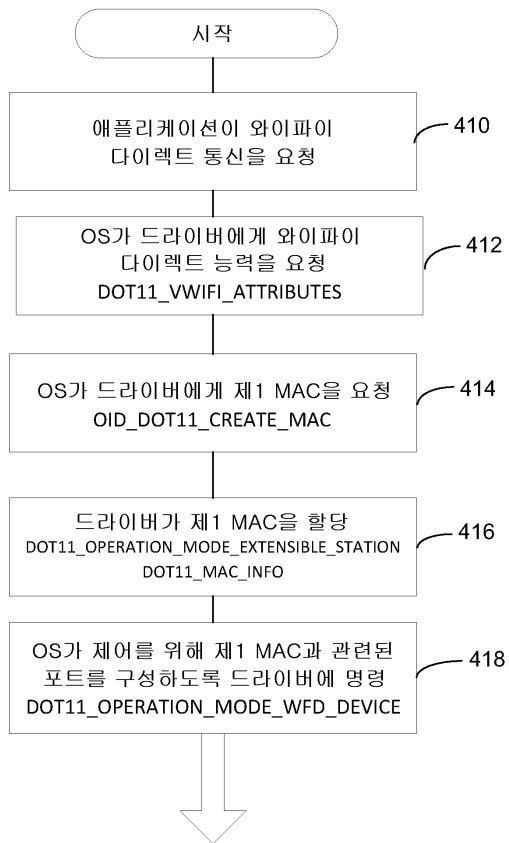 시작
애플리케이션이 와이파이
다이렉트 통신을 요청
410
OS가 드라이버에게 와이파이
다이렉트 능력을 요청
DOT11_VWIFI_ATTRIBUTES
412
OS가 드라이버에게 제1 MAC을 요청
OID_DOT11_CREATE_MAC
414
드라이버가 제1 MAC을 할당
DOT11_OPERATION_MODE_EXTENSIBLE_STATION
DOT11_MAC_INFO
416
OS가 제어를 위해 제1 MAC과 관련된
포트를 구성하도록 드라이버에 명령
DOT11_OPERATION_MODE_WFD_DEVICE
418